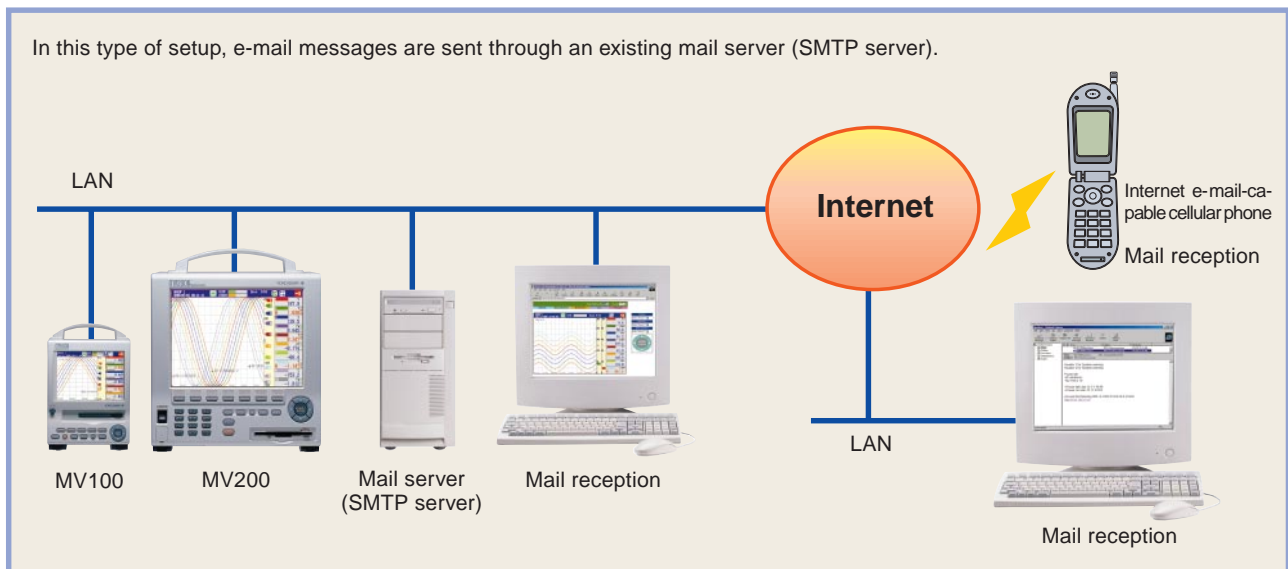 In this type of setup, e-mail messages are sent through an existing mail server (SMTP server).
LAN
Internet
Internet e-mail-ca-
pable cellular phone
Mail reception
MV100
MV200
Mail server
(SMTP server)
Mail reception
LAN
Mail reception